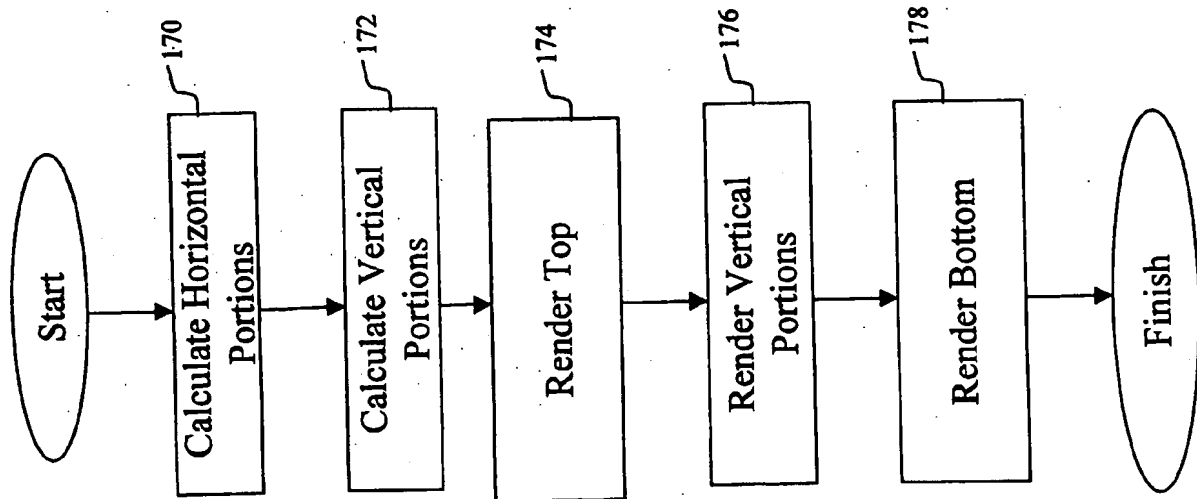 Start
170
Calculate Horizontal
Portions
172
Calculate Vertical
Portions
174
Render Top
176
Render Vertical
Portions
178
Render Bottom
Finish